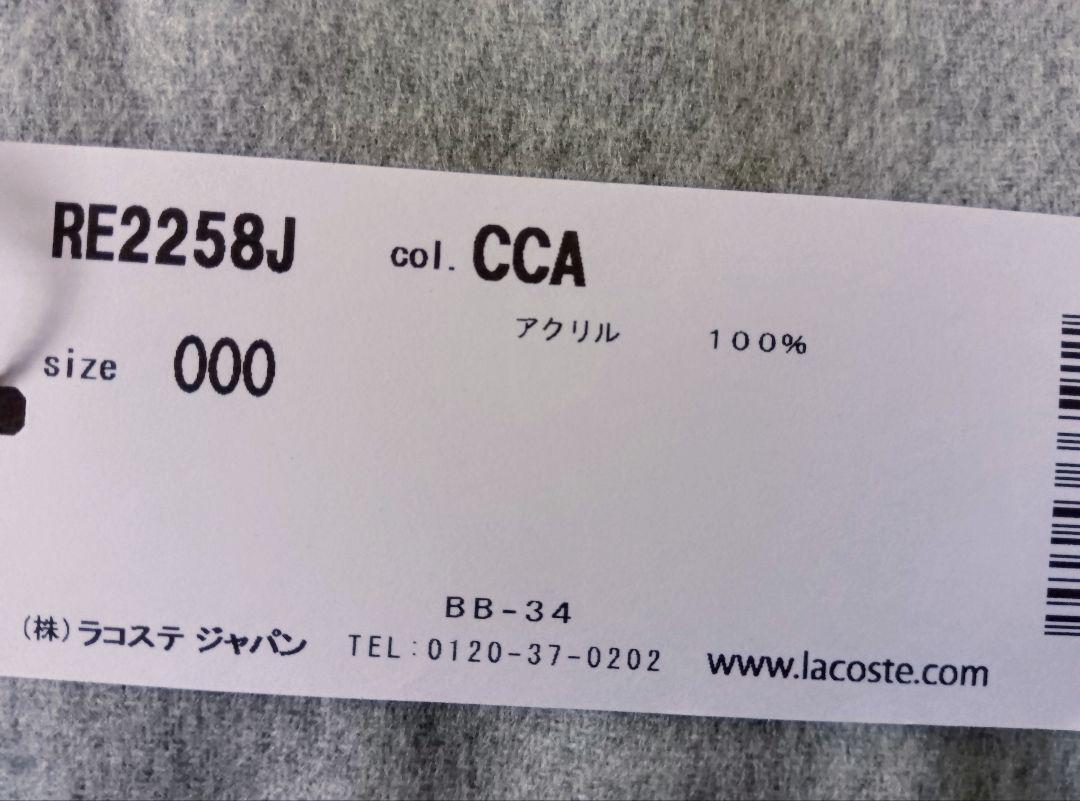 RE2258J col. CCA
アクリル 100%
size 000
BB-34
(株)ラコステ ジャパン TEL:0120-37-0202 www.lacoste.com